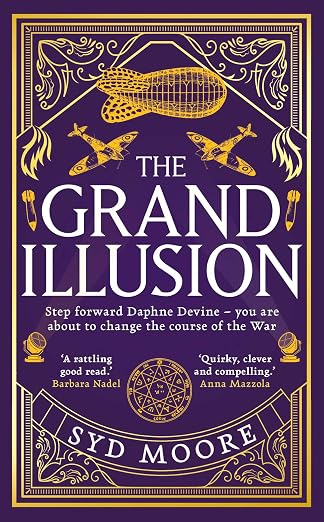 THE
GRAND
ILLUSION
Step forward Daphne Devine – you are
about to change the course of the War
‘A rattling
good read.’
Barbara Nadel
‘Quirky, clever
and compelling.’
Anna Mazzola
SYD MOORE